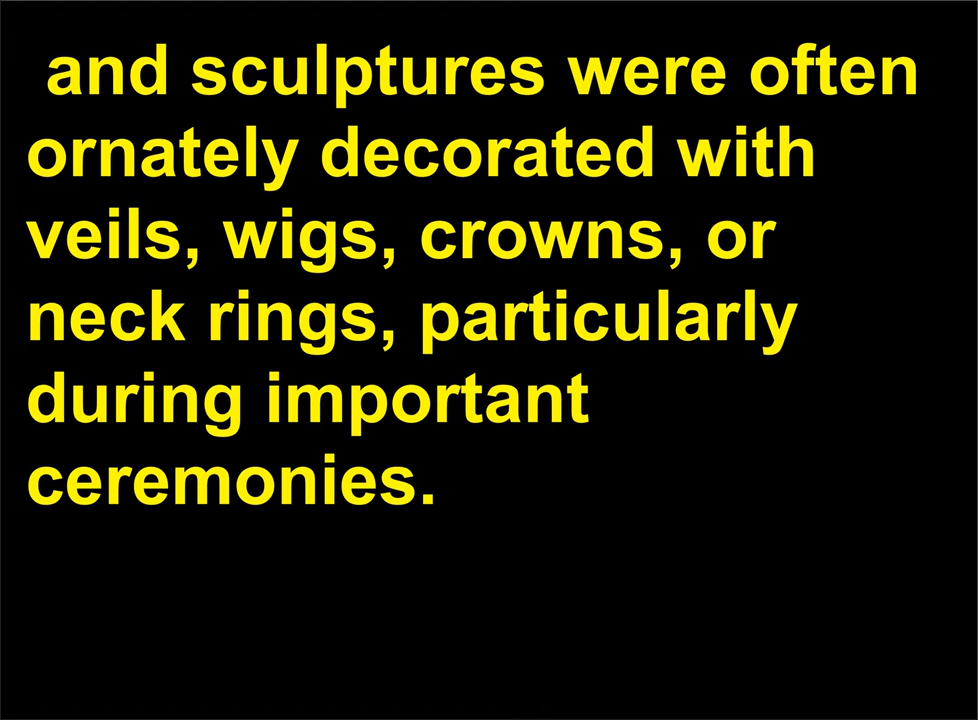 and sculptures were often
ornately decorated with
veils, wigs, crowns, or
neck rings, particularly
during important
ceremonies.